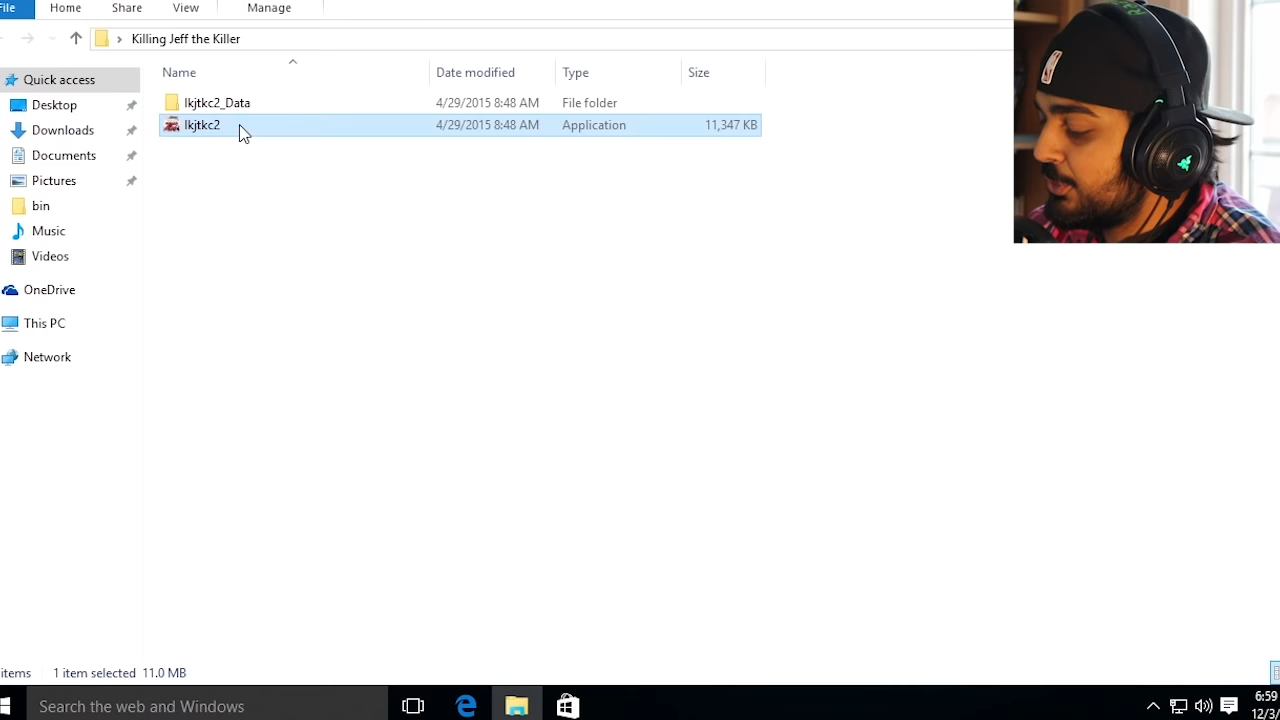 File Home Share View Manage
Killing Jeff the Killer
Name Date modified Type Size
Quick access
lkjtkc2_Data 4/29/2015 8:48 AM File folder
Desktop
lkjtkc2 4/29/2015 8:48 AM Application 11,347 KB
Downloads
Documents
Pictures
bin
Music
Videos
OneDrive
This PC
Network
items 1 item selected 11.0 MB
Search the web and Windows
6:59
12/3/